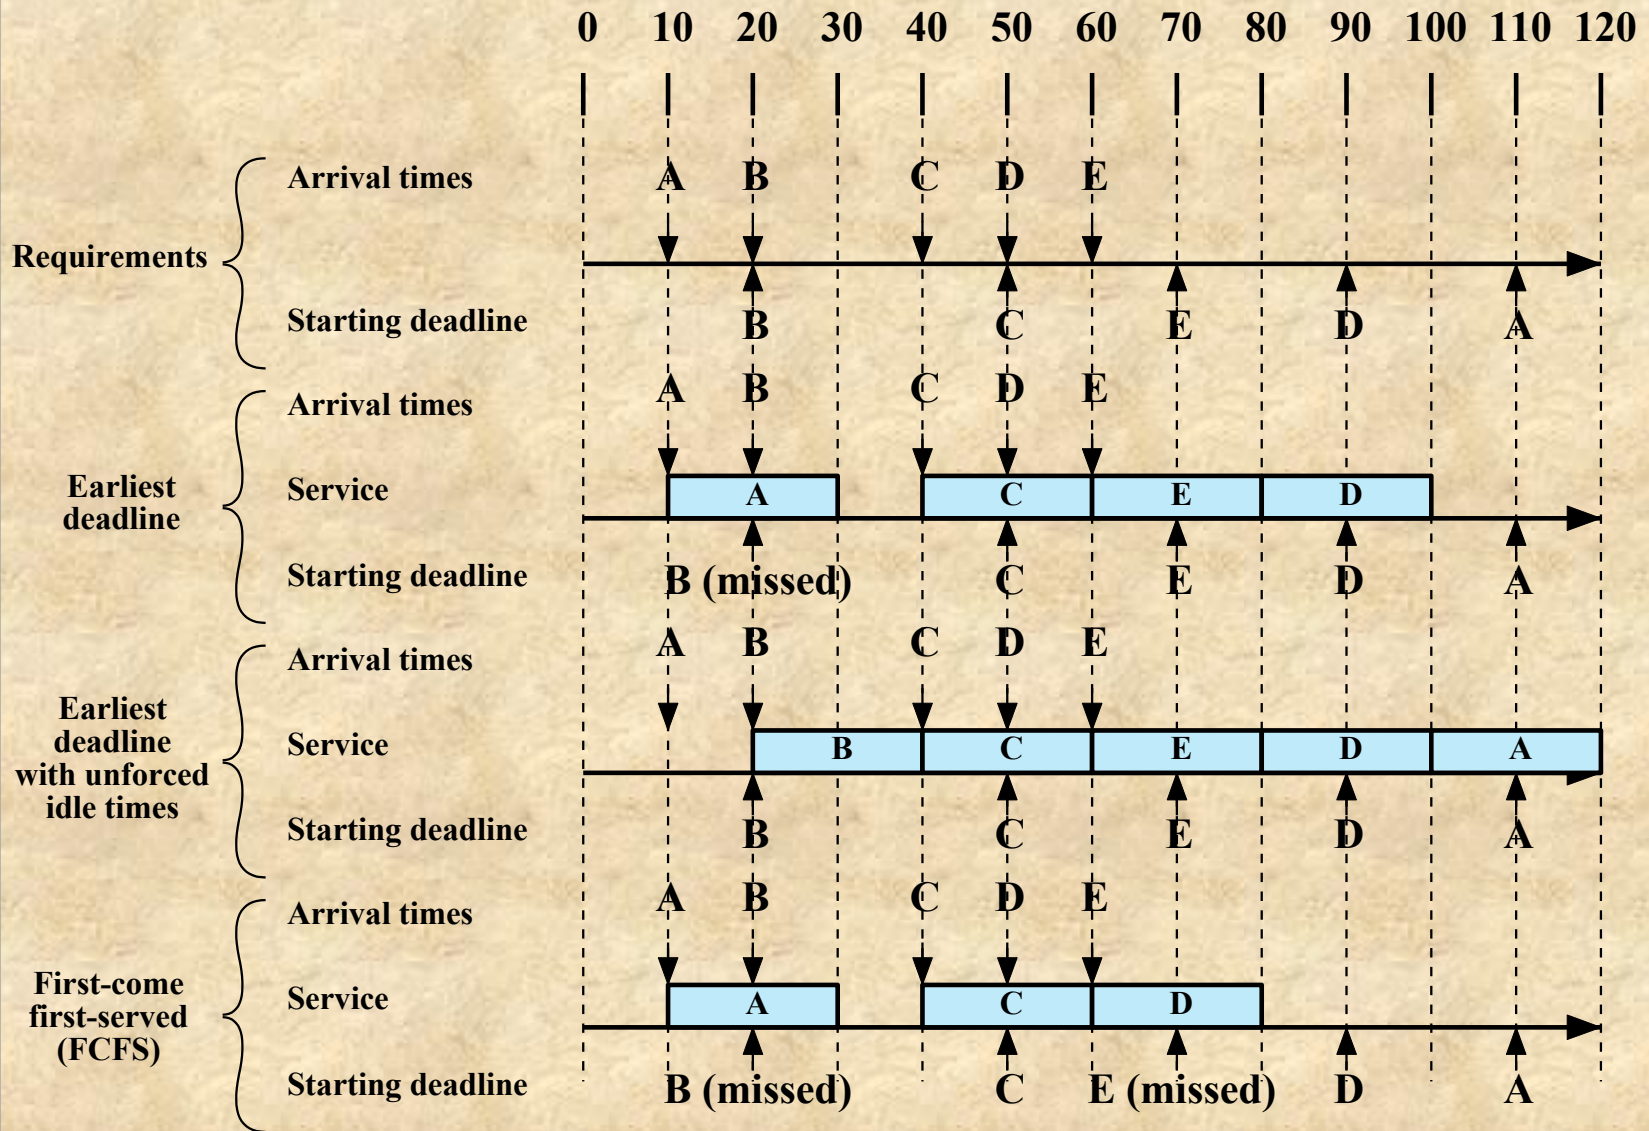 0 10 20 30 40 50 60 70 80 90 100 110 120
Requirements
Arrival times
A B C D E
Starting deadline
B C E D A
Earliest
deadline
Arrival times
A B C D E
Service
A C E D
Starting deadline
B (missed) C E D A
Earliest
deadline
with unforced
idle times
Arrival times
A B C D E
Service
B C E D A
Starting deadline
B C E D A
First-come
first-served
(FCFS)
Arrival times
A B C D E
Service
A C D
Starting deadline
B (missed) C E (missed) D A